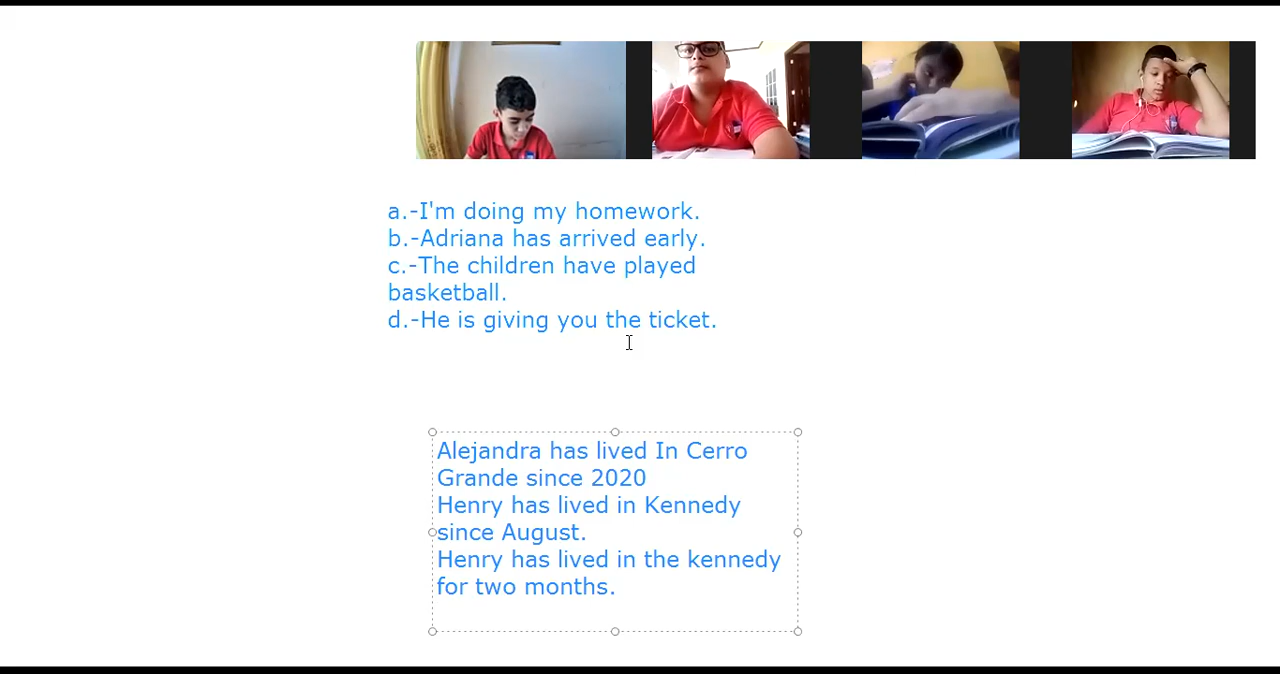 a.-I'm doing my homework.
b.-Adriana has arrived early.
c.-The children have played
basketball.
d.-He is giving you the ticket.
Alejandra has lived In Cerro
Grande since 2020
Henry has lived in Kennedy
since August.
Henry has lived in the kennedy
for two months.